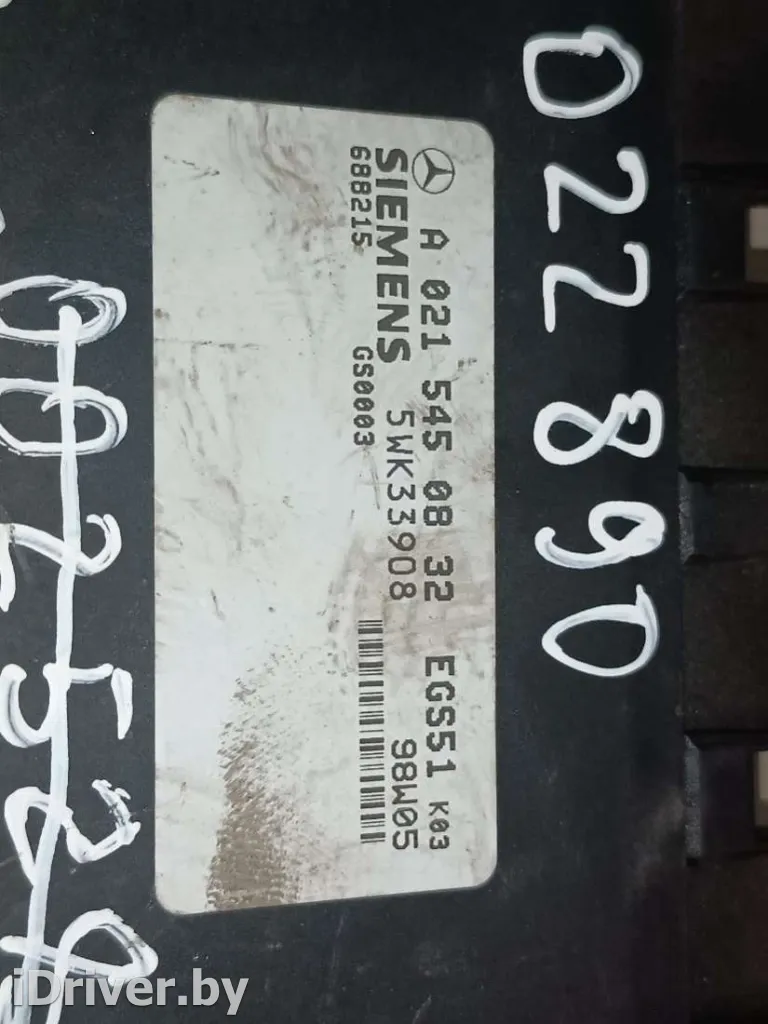 022890
A 021 545 08 32 EGS51 K03
SIEMENS 5WK33908 98W05
688215 GS0003
iDriver.by